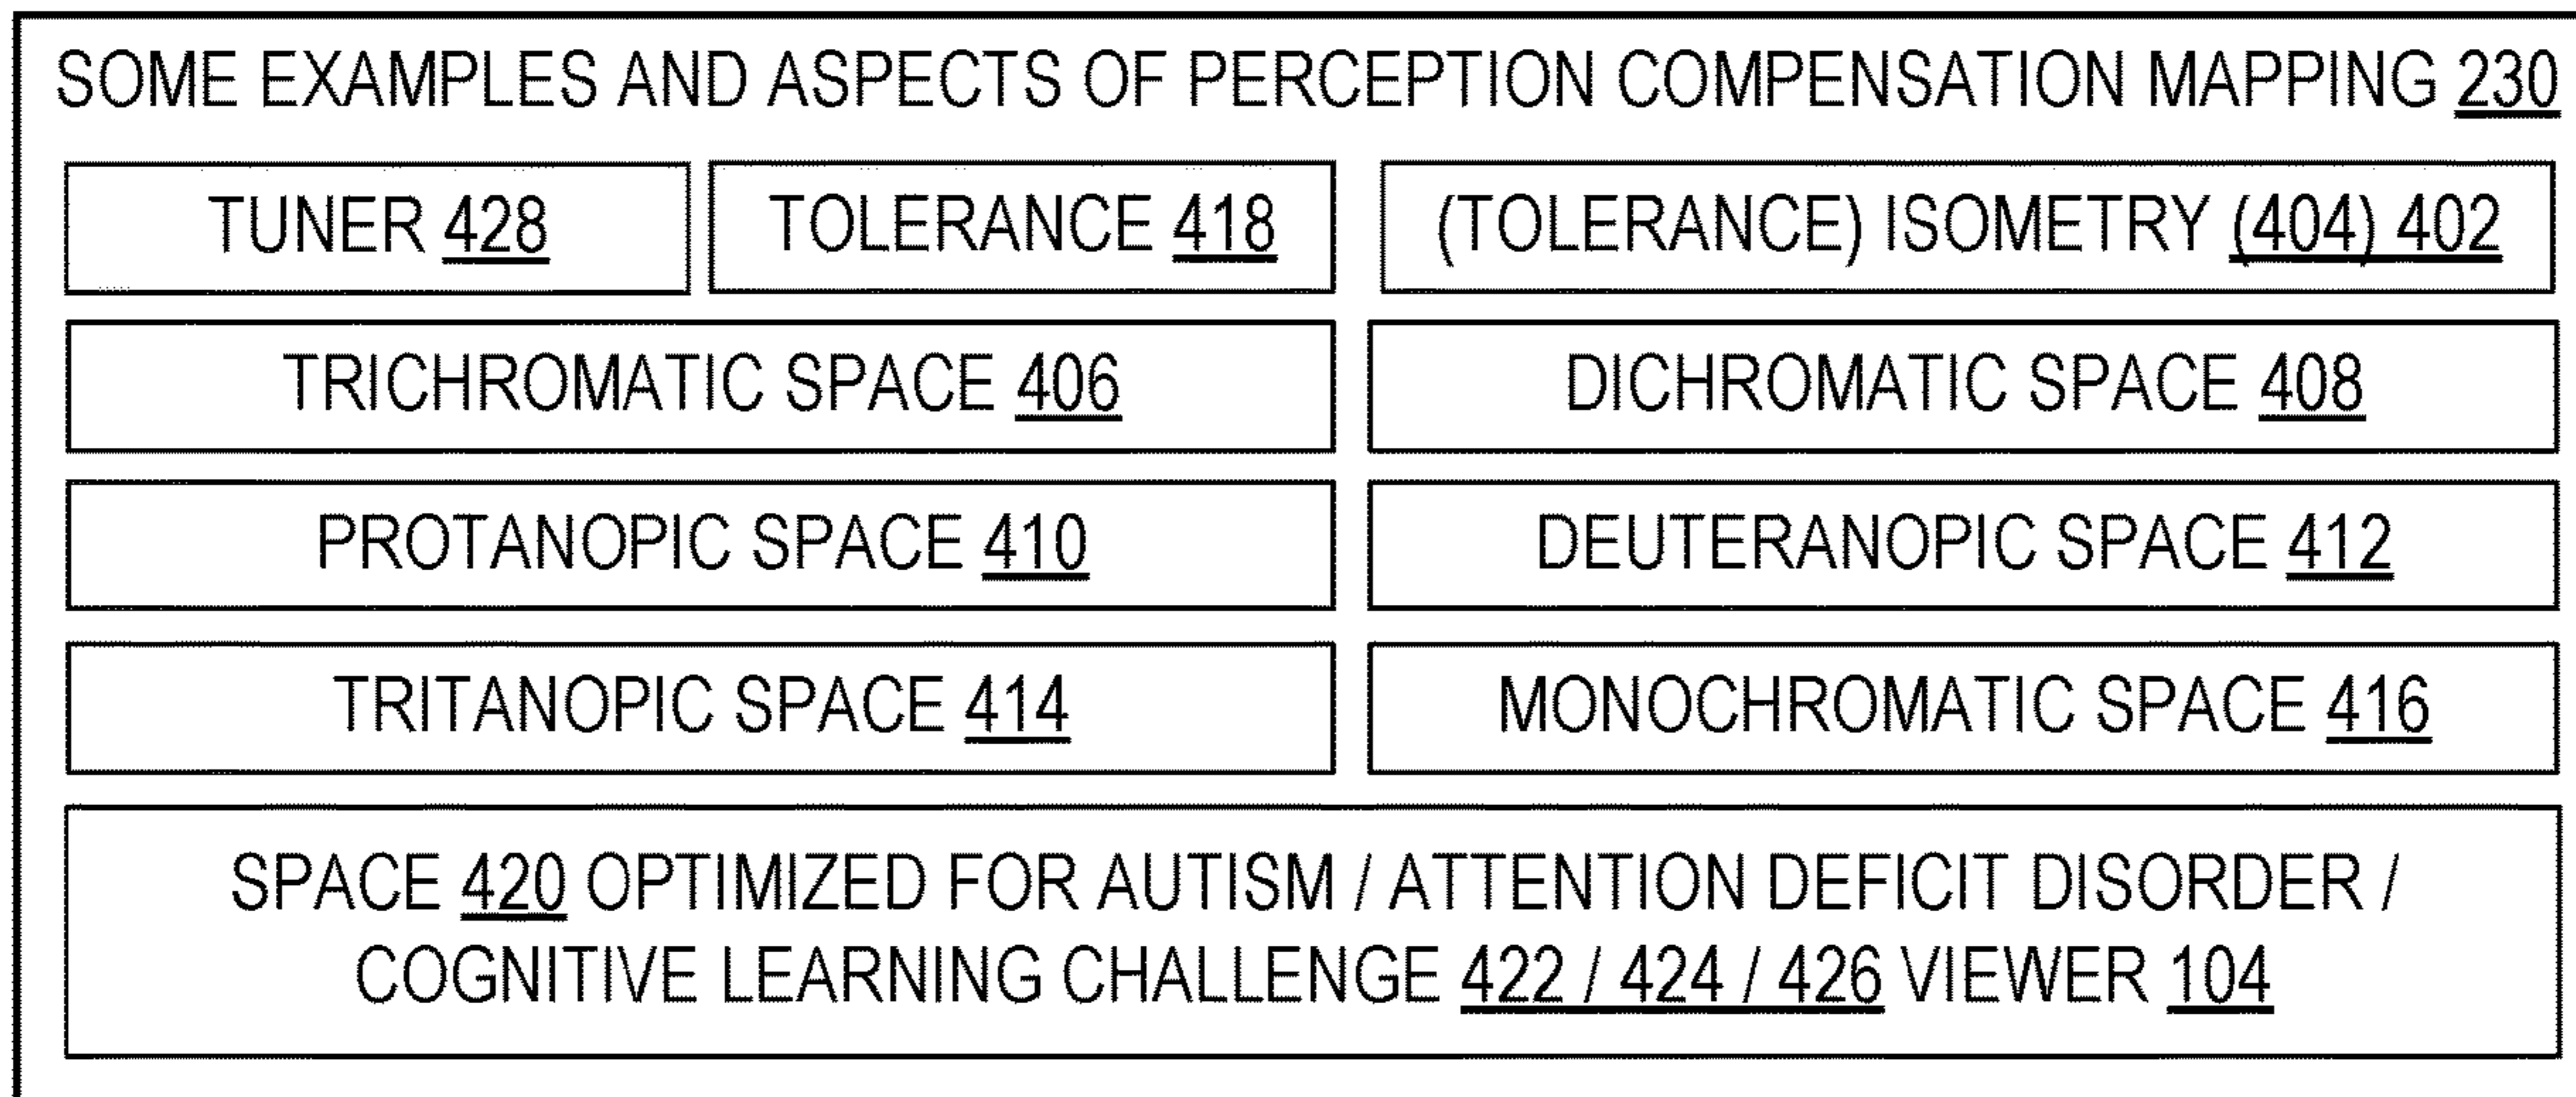 SOME EXAMPLES AND ASPECTS OF PERCEPTION COMPENSATION MAPPING 230
TUNER 428
TOLERANCE 418
(TOLERANCE) ISOMETRY (404) 402
TRICHROMATIC SPACE 406
DICHROMATIC SPACE 408
PROTANOPIC SPACE 410
DEUTERANOPIC SPACE 412
TRITANOPIC SPACE 414
MONOCHROMATIC SPACE 416
SPACE 420 OPTIMIZED FOR AUTISM / ATTENTION DEFICIT DISORDER /
COGNITIVE LEARNING CHALLENGE 422 / 424 / 426 VIEWER 104